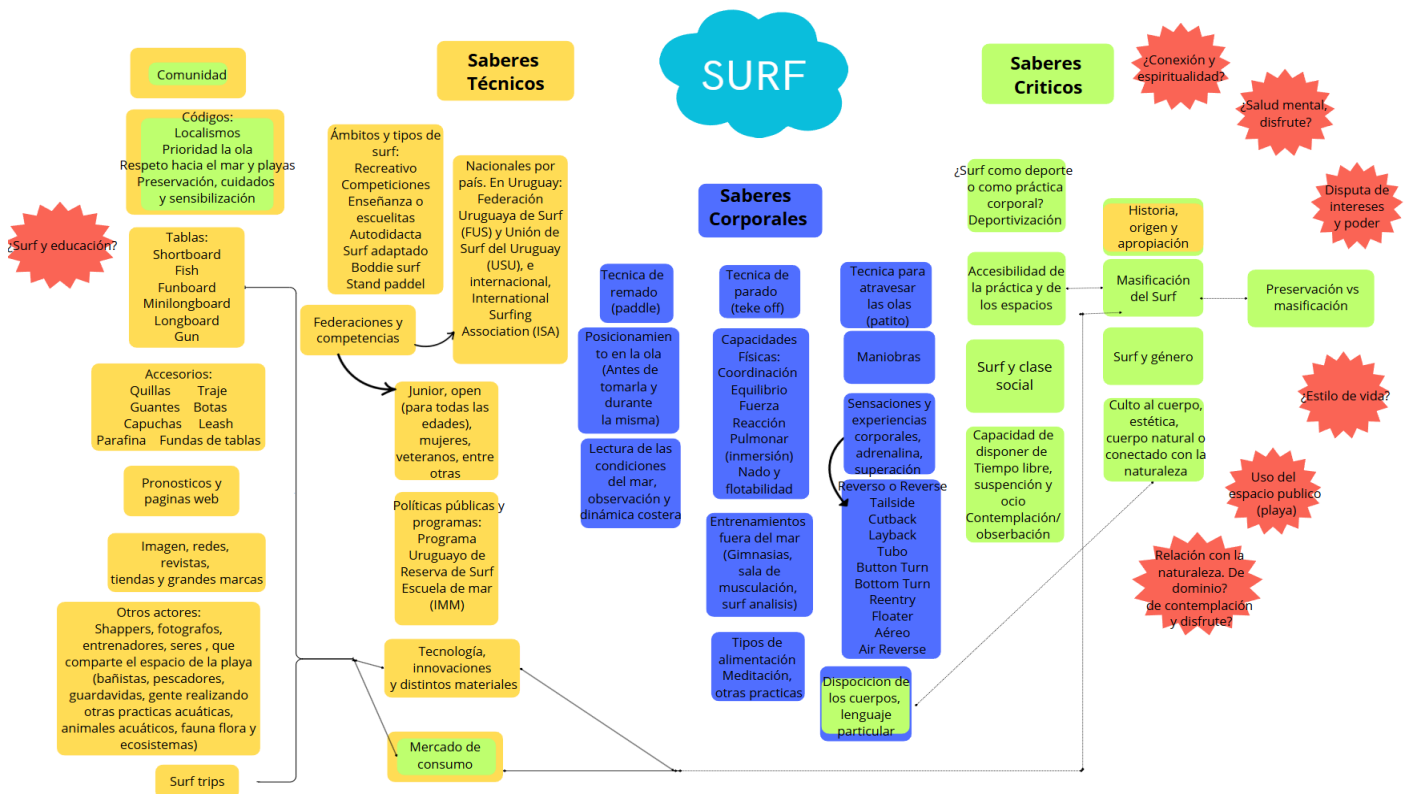 SURF
Comunidad
Códigos:
Localismos
Prioridad la ola
Respeto hacia el mar y playas
Preservación, cuidados
y sensibilización
¿Surf y educación?
Tablas:
Shortboard
Fish
Funboard
Minilongboard
Longboard
Gun
Accesorios:
Quillas Traje
Guantes Botas
Capuchas Leash
Parafina Fundas de tablas
Pronosticos y
paginas web
Imagen, redes,
revistas,
tiendas y grandes marcas
Otros actores:
Shappers, fotografos,
entrenadores, seres , que
comparte el espacio de la playa
(bañistas, pescadores,
guardavidas, gente realizando
otras practicas acuáticas,
animales acuáticos, fauna flora y
ecosistemas)
Surf trips
Saberes
Técnicos
Ámbitos y tipos de
surf:
Recreativo
Competiciones
Enseñanza o
escuelitas
Autodidacta
Surf adaptado
Boddie surf
Stand paddel
Nacionales por
país. En Uruguay:
Federación
Uruguaya de Surf
(FUS) y Unión de
Surf del Uruguay
(USU), e
internacional,
International
Surfing
Association (ISA)
Federaciones y
competencias
Junior, open
(para todas las
edades),
mujeres,
veteranos, entre
otras
Políticas públicas y
programas:
Programa
Uruguayo de
Reserva de Surf
Escuela de mar
(IMM)
Tecnología,
innovaciones
y distintos materiales
Mercado de
consumo
Saberes
Corporales
Tecnica de
remado
(paddle)
Posicionamien
to en la ola
(Antes de
tomarla y
durante
la misma)
Lectura de las
condiciones
del mar,
observación y
dinámica costera
Tecnica de
parado
(teke off)
Capacidades
Físicas:
Coordinación
Equilibrio
Fuerza
Reacción
Pulmonar
(inmersión)
Nado y
flotabilidad
Entrenamientos
fuera del mar
(Gimnasias,
sala de
musculación,
surf analisis)
Tipos de
alimentación
Meditación,
otras practicas
Tecnica para
atravesar
las olas
(patito)
Maniobras
Sensaciones y
experiencias
corporales,
adrenalina,
superación
Reverso o Reverse
Tailside
Cutback
Layback
Tubo
Button Turn
Bottom Turn
Reentry
Floater
Aéreo
Air Reverse
Disposicion de
los cuerpos,
lenguaje
particular
Saberes
Criticos
¿Surf como deporte
o como práctica
corporal?
Deportivización
Accesibilidad de
la práctica y de
los espacios
Surf y clase
social
Capacidad de
disponer de
Tiempo libre,
suspención y
ocio
Contemplación/
obserbación
Historia,
origen y
apropiación
Masificación
del Surf
Surf y género
Culto al cuerpo,
estética,
cuerpo natural o
conectado con la
naturaleza
Preservación vs
masificación
¿Conexión y
espiritualidad?
¿Salud mental,
disfrute?
Disputa de
intereses
y poder
¿Estilo de vida?
Uso del
espacio publico
(playa)
Relación con la
naturaleza. De
dominio?
de contemplación
y disfrute?